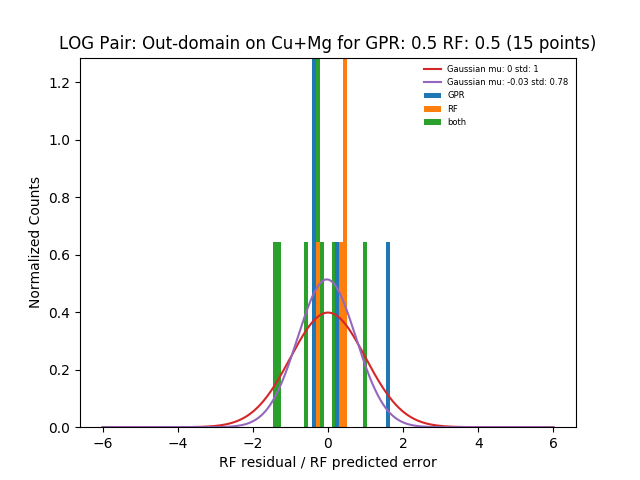 LOG Pair: Out-domain on Cu+Mg for GPR: 0.5 RF: 0.5 (15 points)
Gaussian mu: 0 std: 1
Gaussian mu: -0.03 std: 0.78
GPR
RF
both
Normalized Counts
1.2
1.0
0.8
0.6
0.4
0.2
0.0
−6 −4 −2 0 2 4 6
RF residual / RF predicted error